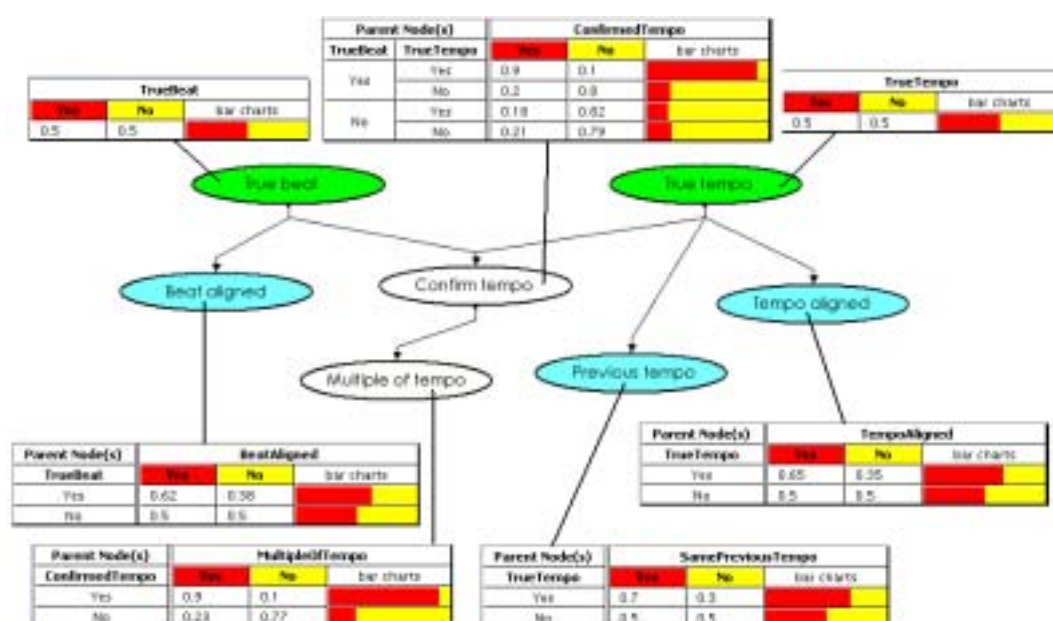 Parent Node(s) ConfirmedTempo
TrueBeat TrueTempo Yes No bar charts
Yes Yes 0.9 0.1
No 0.2 0.8
No Yes 0.18 0.82
No 0.21 0.79
TrueBeat
Yes No bar charts
0.5 0.5
TrueTempo
Yes No bar charts
0.5 0.5
True beat
True tempo
Beat aligned
Confirm tempo
Tempo aligned
Multiple of tempo
Previous tempo
Parent Node(s) BeatAligned
TrueBeat Yes No bar charts
Yes 0.62 0.38
No 0.5 0.5
Parent Node(s) TempoAligned
TrueTempo Yes No bar charts
Yes 0.65 0.35
No 0.5 0.5
Parent Node(s) MultipleOfTempo
ConfirmedTempo Yes No bar charts
Yes 0.9 0.1
No 0.23 0.77
Parent Node(s) SamePreviousTempo
TrueTempo Yes No bar charts
Yes 0.7 0.3
No 0.5 0.5